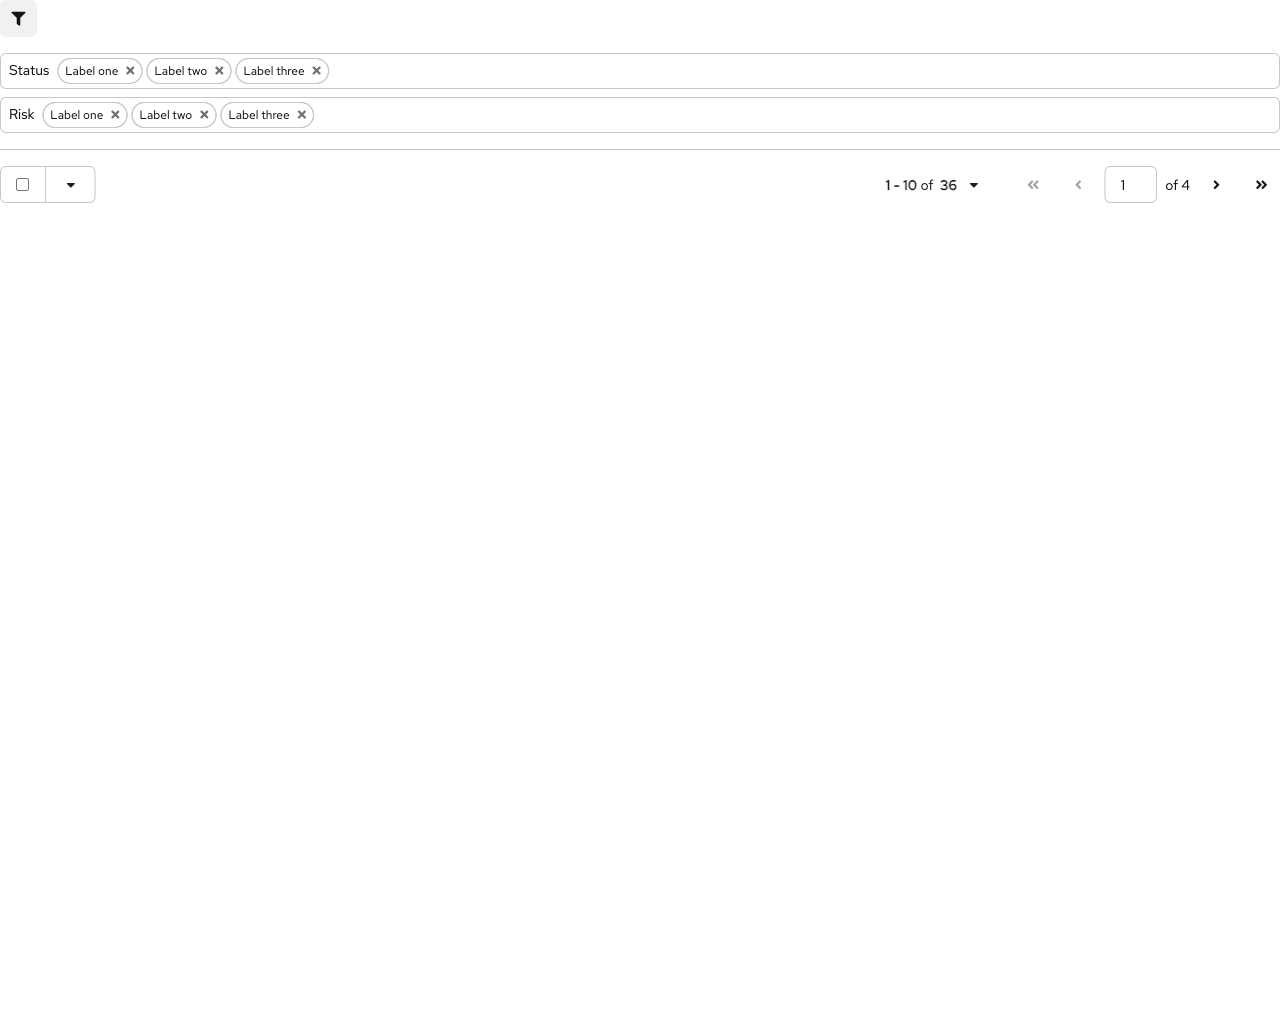 Status Label one Label two Label three
Risk Label one Label two Label three
1 - 10 of 36 1 of 4